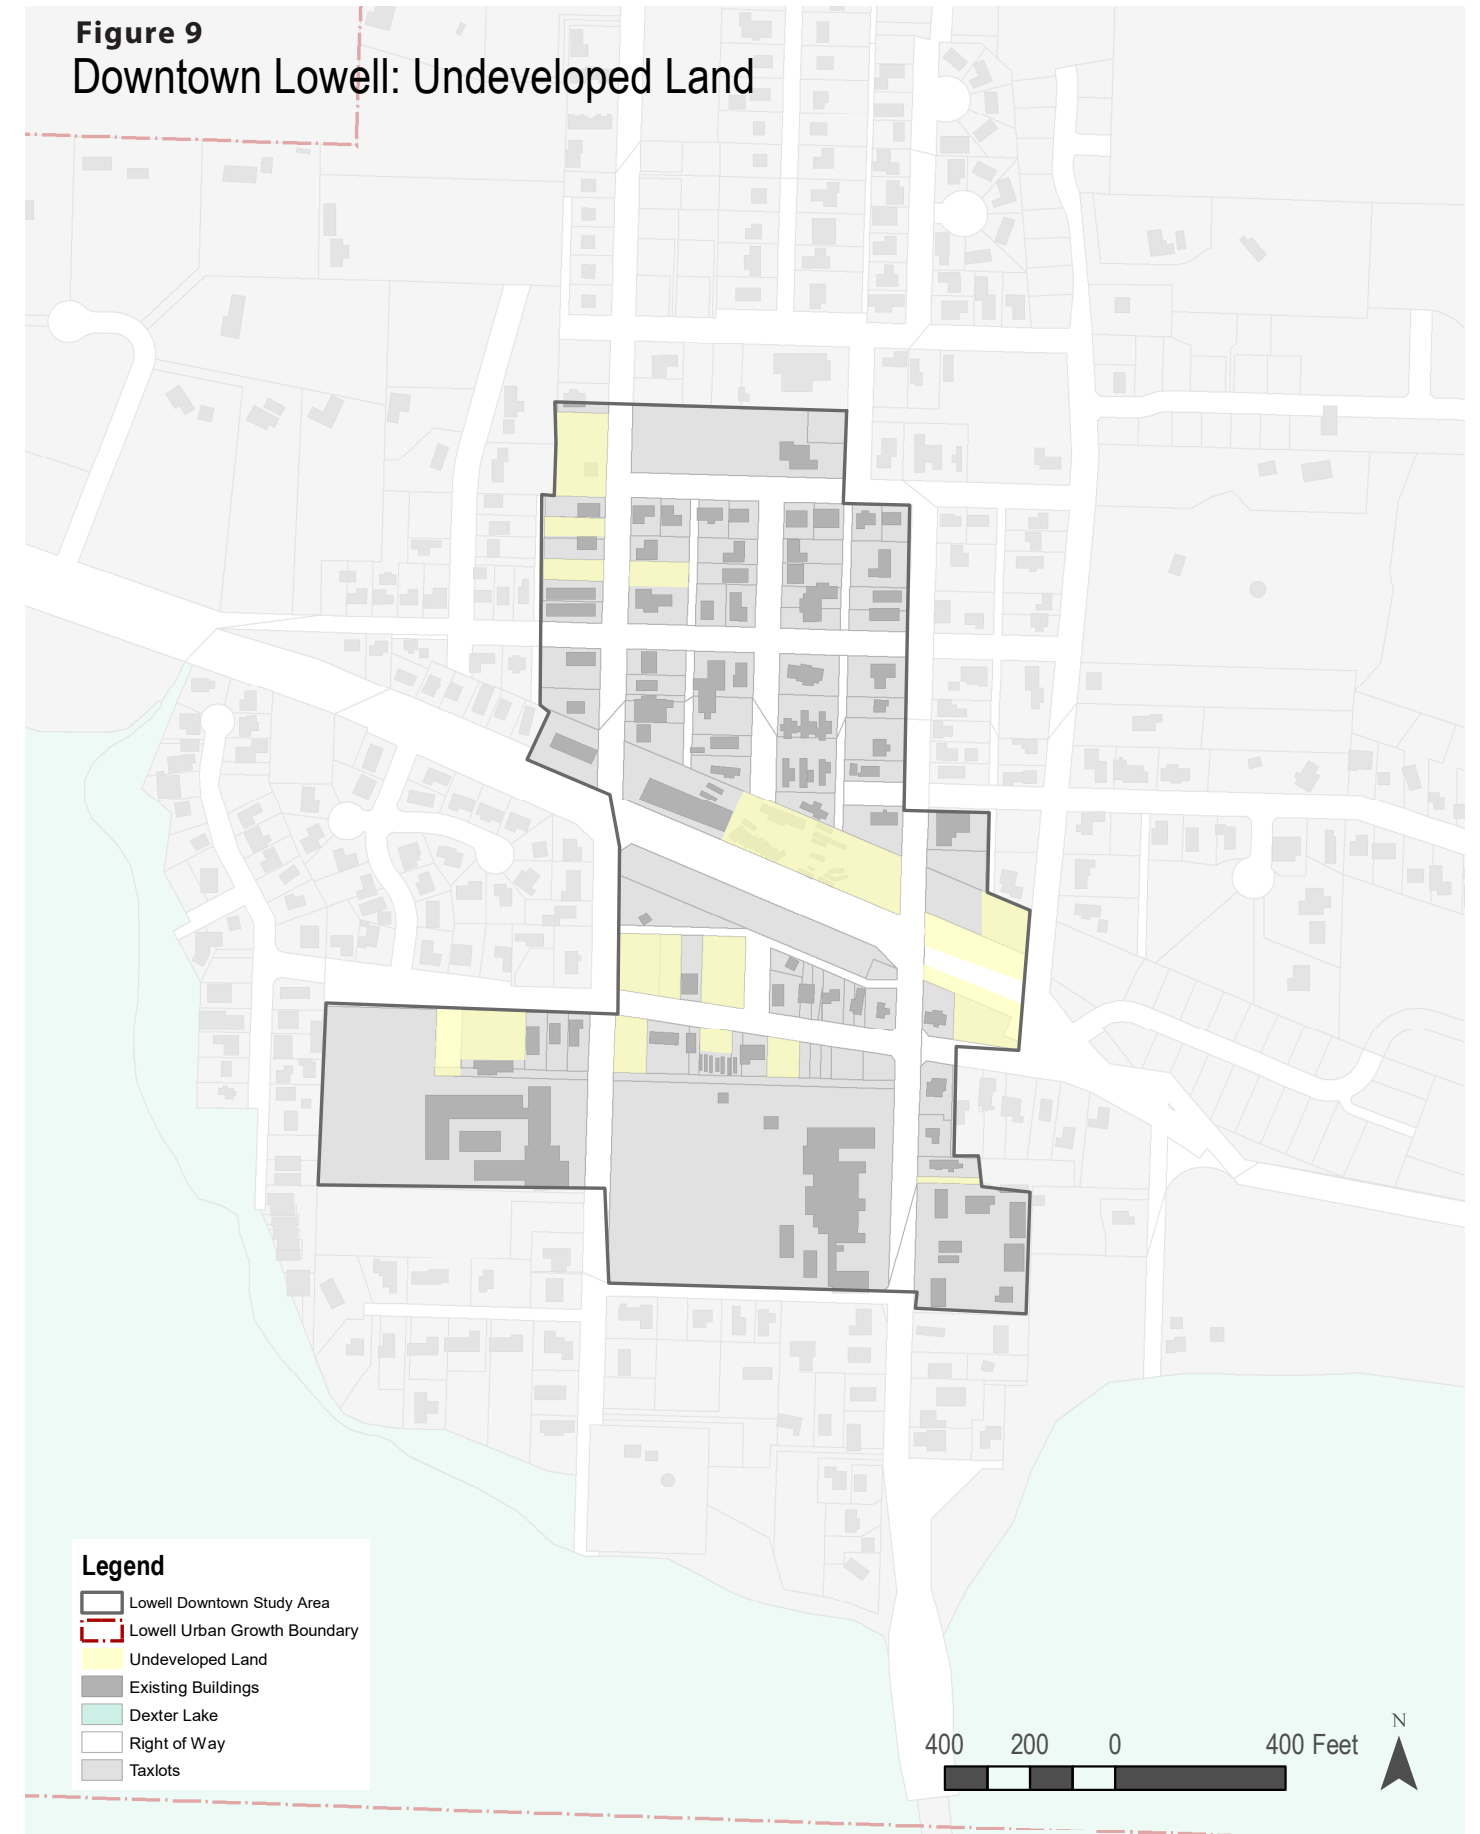 Figure 9
Downtown Lowell: Undeveloped Land
Legend
Lowell Downtown Study Area
Lowell Urban Growth Boundary
Undeveloped Land
Existing Buildings
Dexter Lake
Right of Way
Taxlots
400 200 0 400 Feet
N